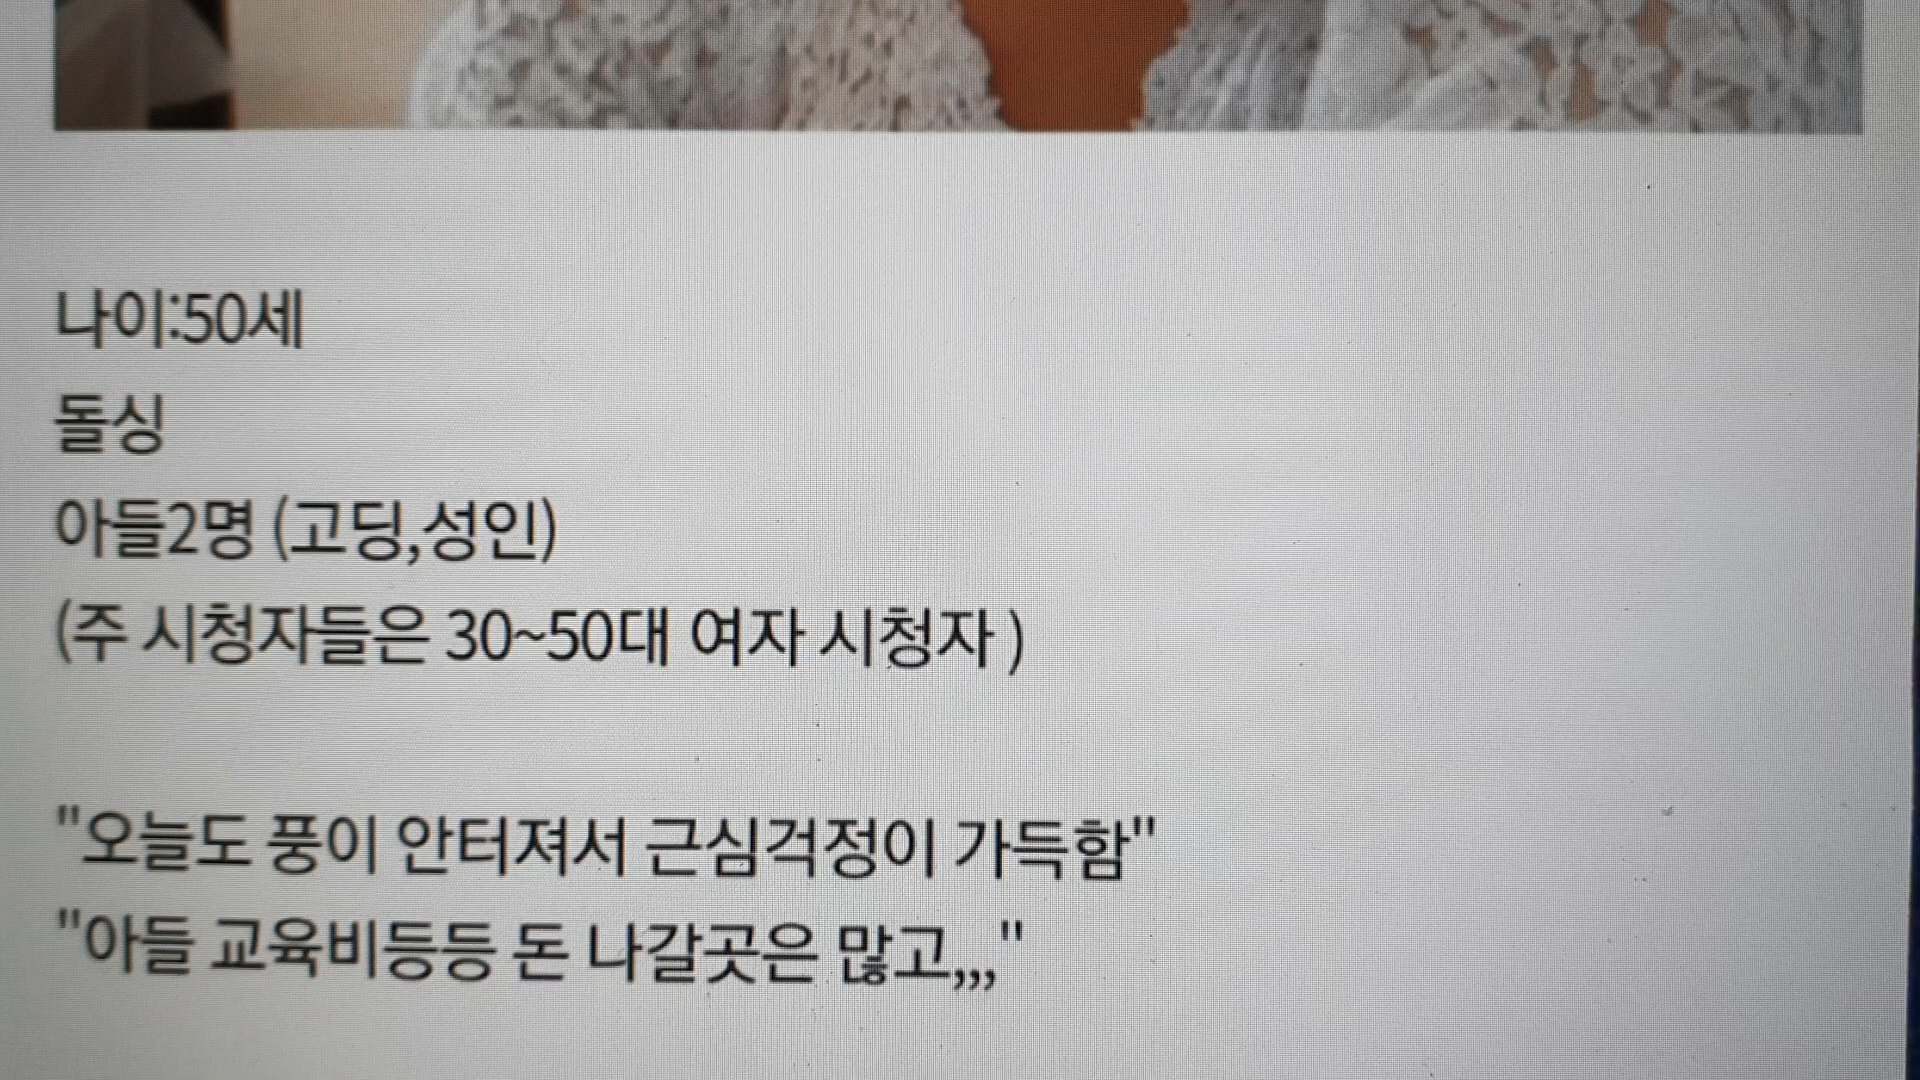 나이:50세
돌싱
아들2명 (고딩,성인)
(주 시청자들은 30~50대 여자 시청자 )
"오늘도 풍이 안터져서 근심걱정이 가득함"
"아들 교육비등등 돈 나갈곳은 많고,,,"